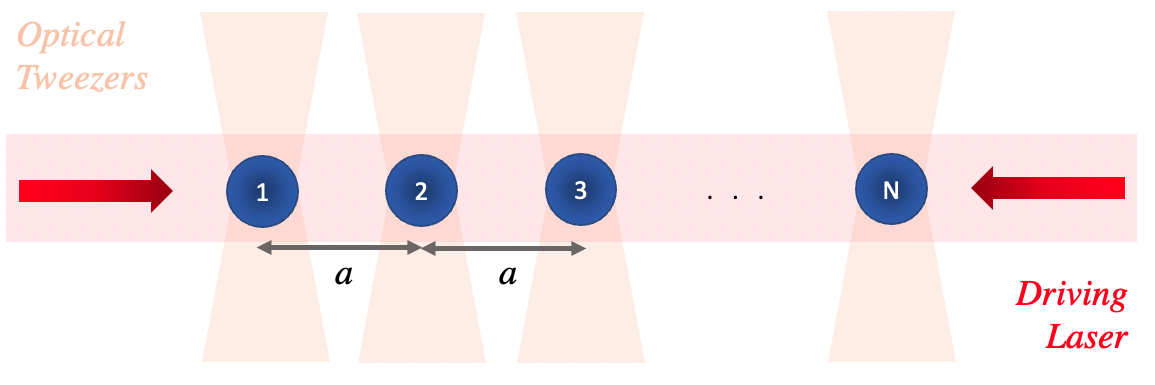 Optical
Tweezers
1 2 3 . . . N
a a
Driving
Laser